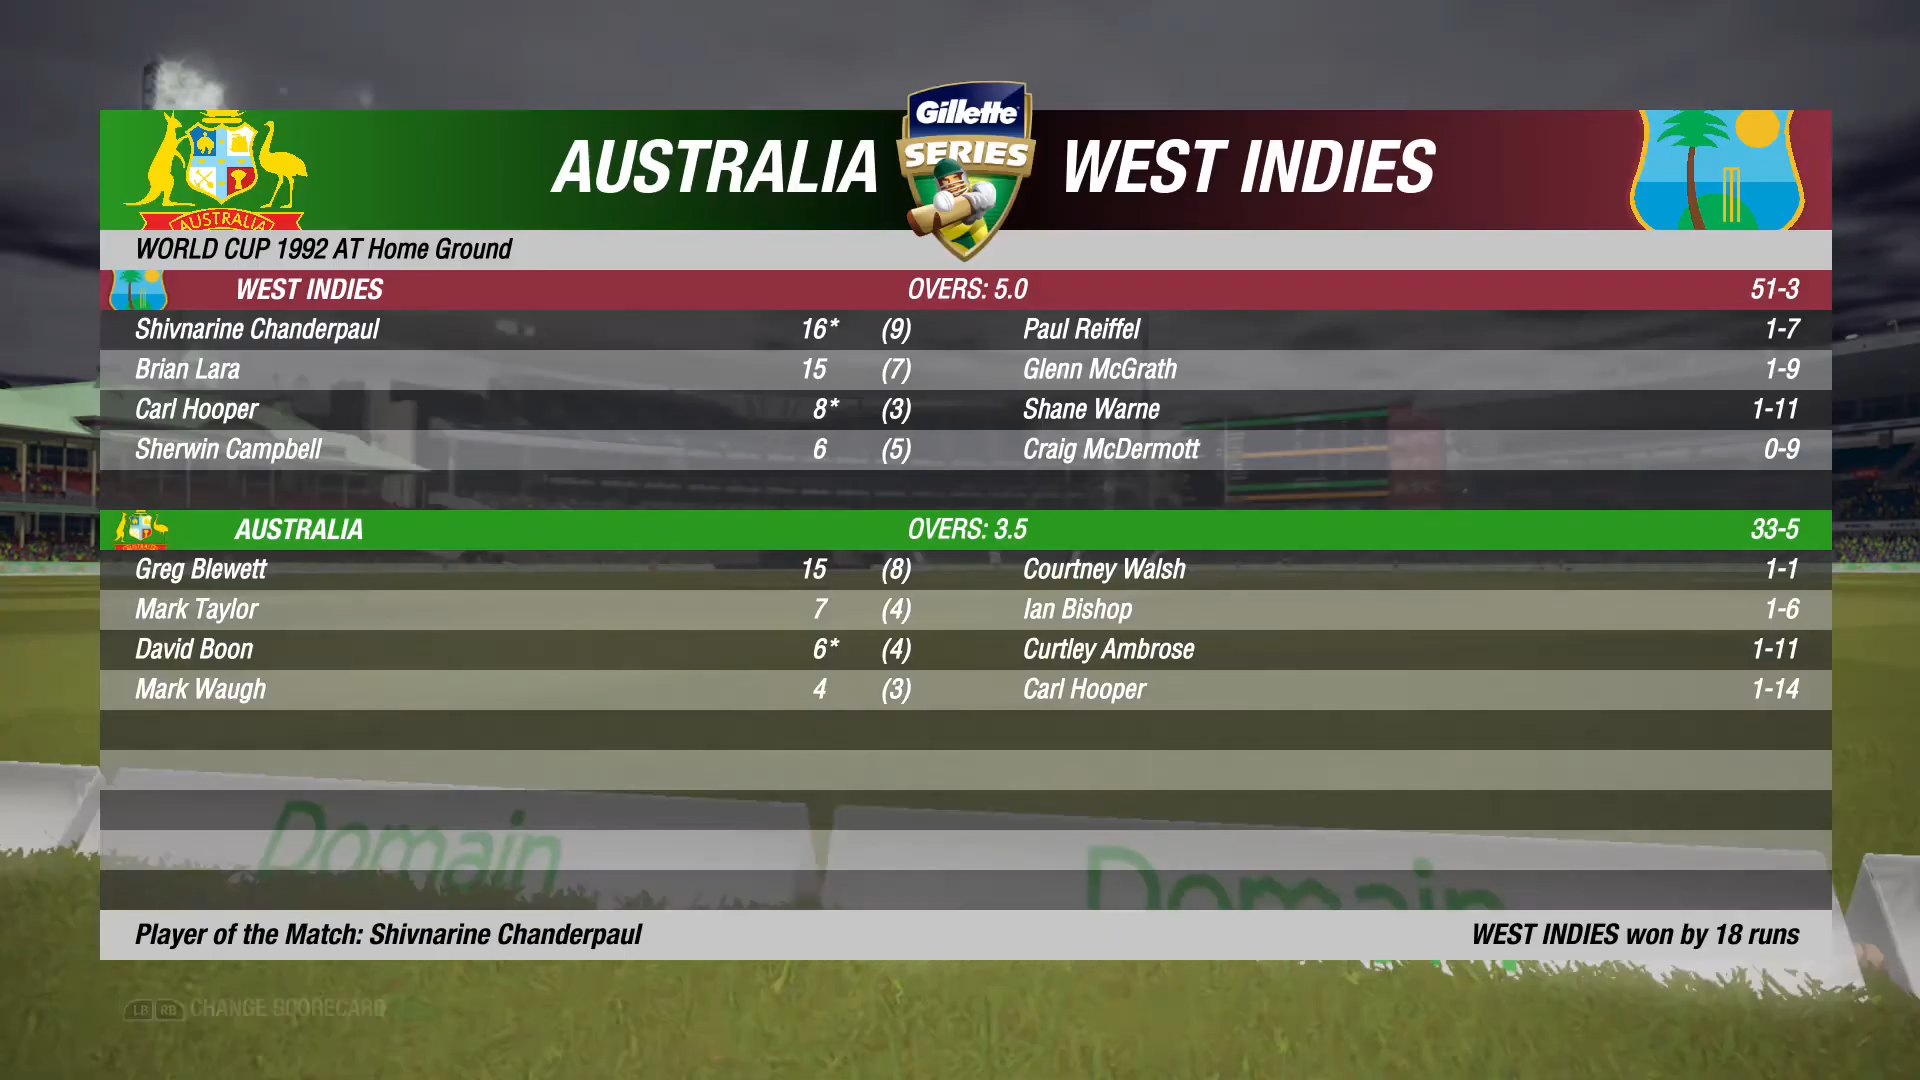 Gillette
SERIES
AUSTRALIA
AUSTRALIA WEST INDIES
WORLD CUP 1992 AT Home Ground
WEST INDIES OVERS: 5.0 51-3
Shivnarine Chanderpaul 16* (9) Paul Reiffel 1-7
Brian Lara 15 (7) Glenn McGrath 1-9
Carl Hooper 8* (3) Shane Warne 1-11
Sherwin Campbell 6 (5) Craig McDermott 0-9
AUSTRALIA OVERS: 3.5 33-5
Greg Blewett 15 (8) Courtney Walsh 1-1
Mark Taylor 7 (4) Ian Bishop 1-6
David Boon 6* (4) Curtley Ambrose 1-11
Mark Waugh 4 (3) Carl Hooper 1-14
Domain Domain
Player of the Match: Shivnarine Chanderpaul WEST INDIES won by 18 runs
LB RB CHANGE SCORECARD